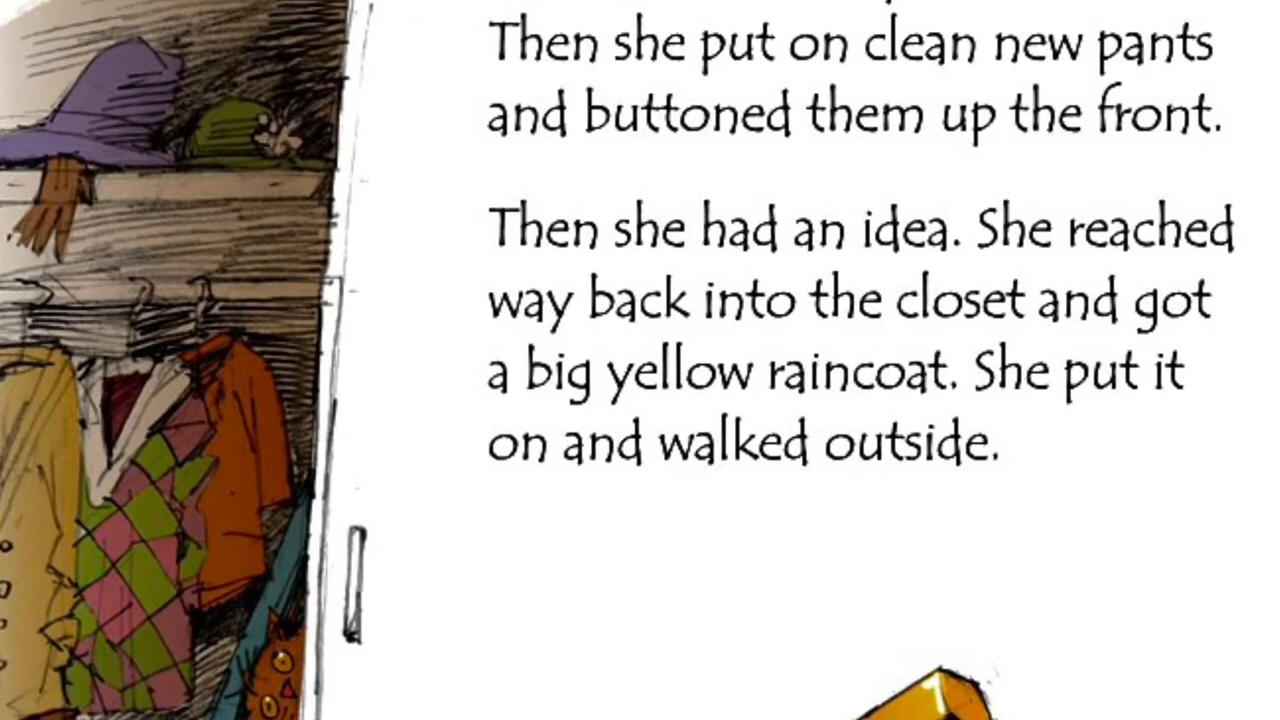 Then she put on clean new pants
and buttoned them up the front.
Then she had an idea. She reached
way back into the closet and got
a big yellow raincoat. She put it
on and walked outside.